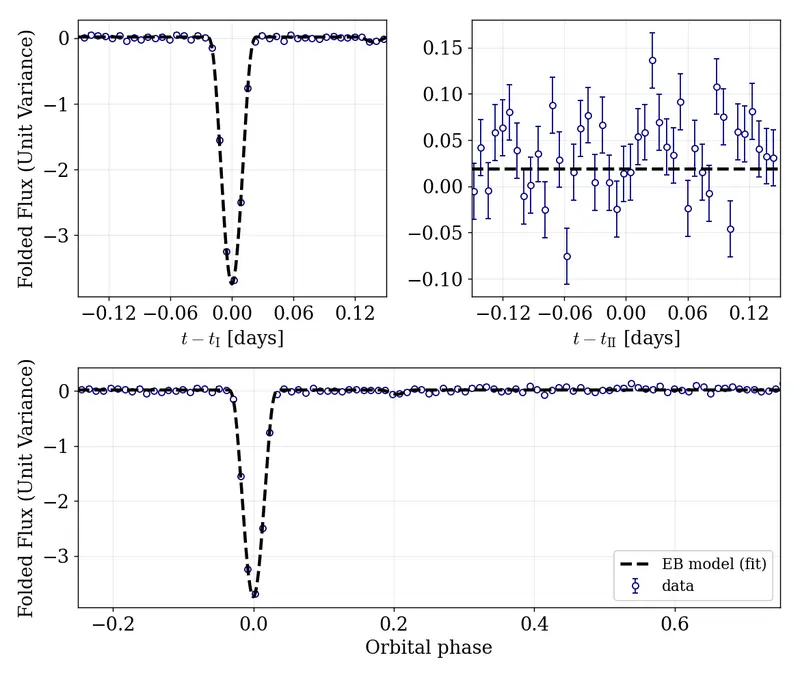 Folded Flux (Unit Variance)
0
−1
−2
−3
−0.12 −0.06 0.00 0.06 0.12
t − tI [days]
0.15
0.10
0.05
0.00
−0.05
−0.10
−0.12 −0.06 0.00 0.06 0.12
t − tII [days]
Folded Flux (Unit Variance)
0
−1
−2
−3
−0.2 0.0 0.2 0.4 0.6
Orbital phase
EB model (fit)
data